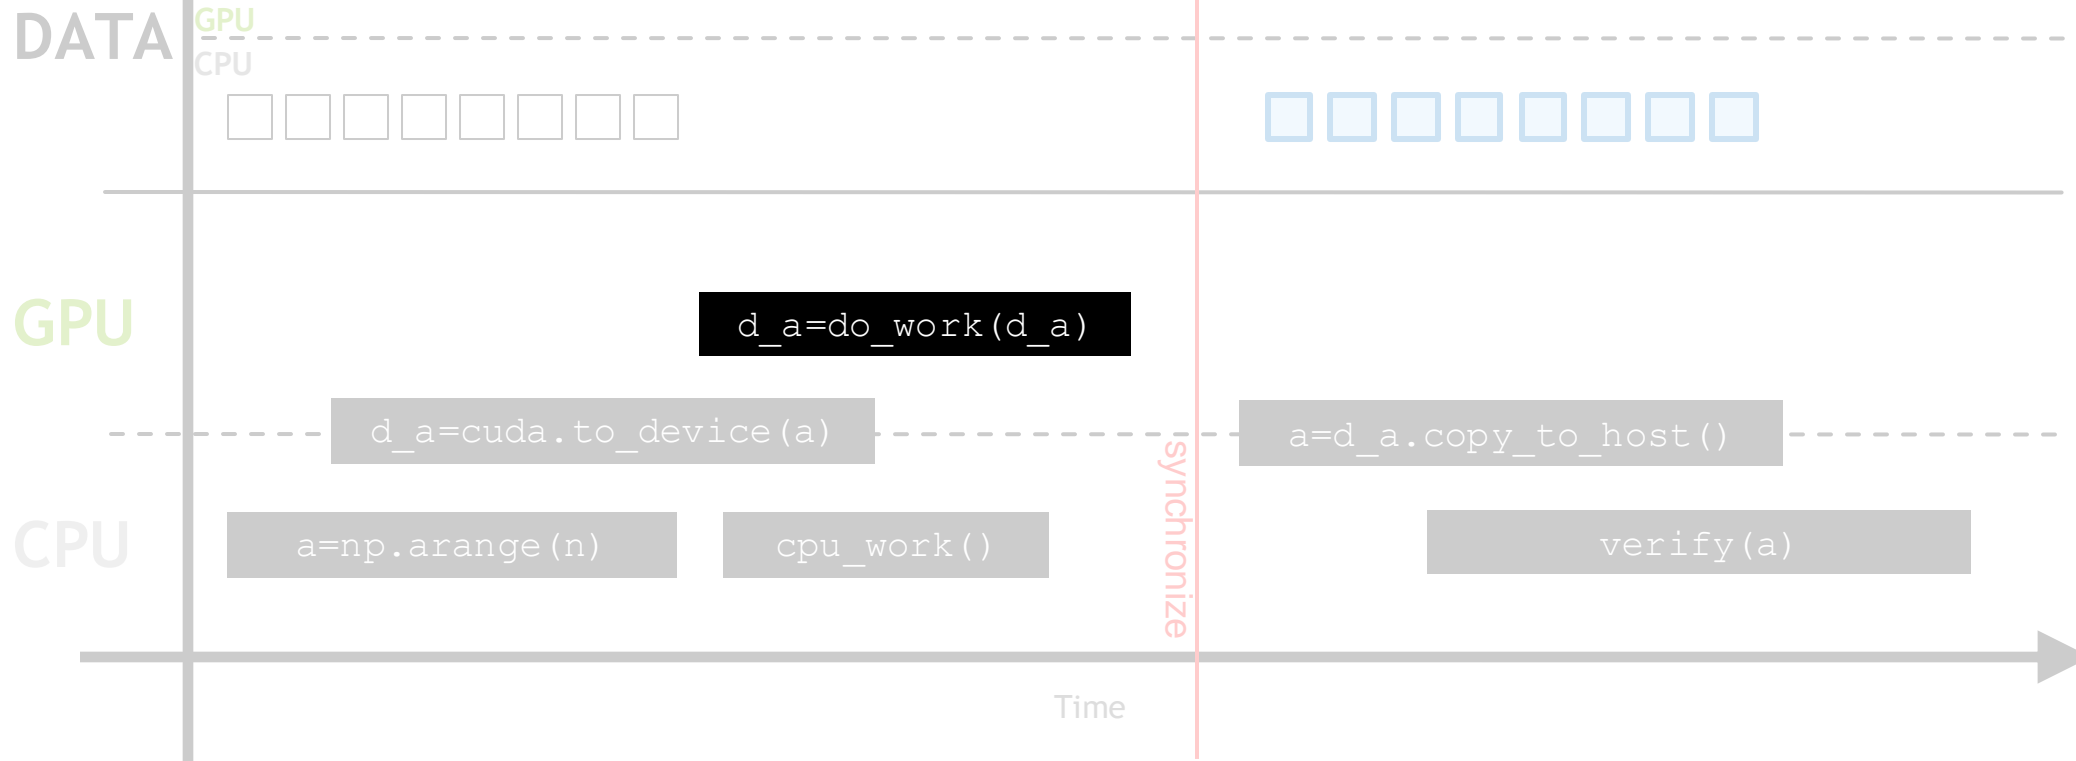 DATA
GPU
CPU
GPU
d_a=do_work(d_a)
d_a=cuda.to_device(a)
a=d_a.copy_to_host()
synchronize
CPU
a=np.arange(n)
cpu_work()
verify(a)
Time